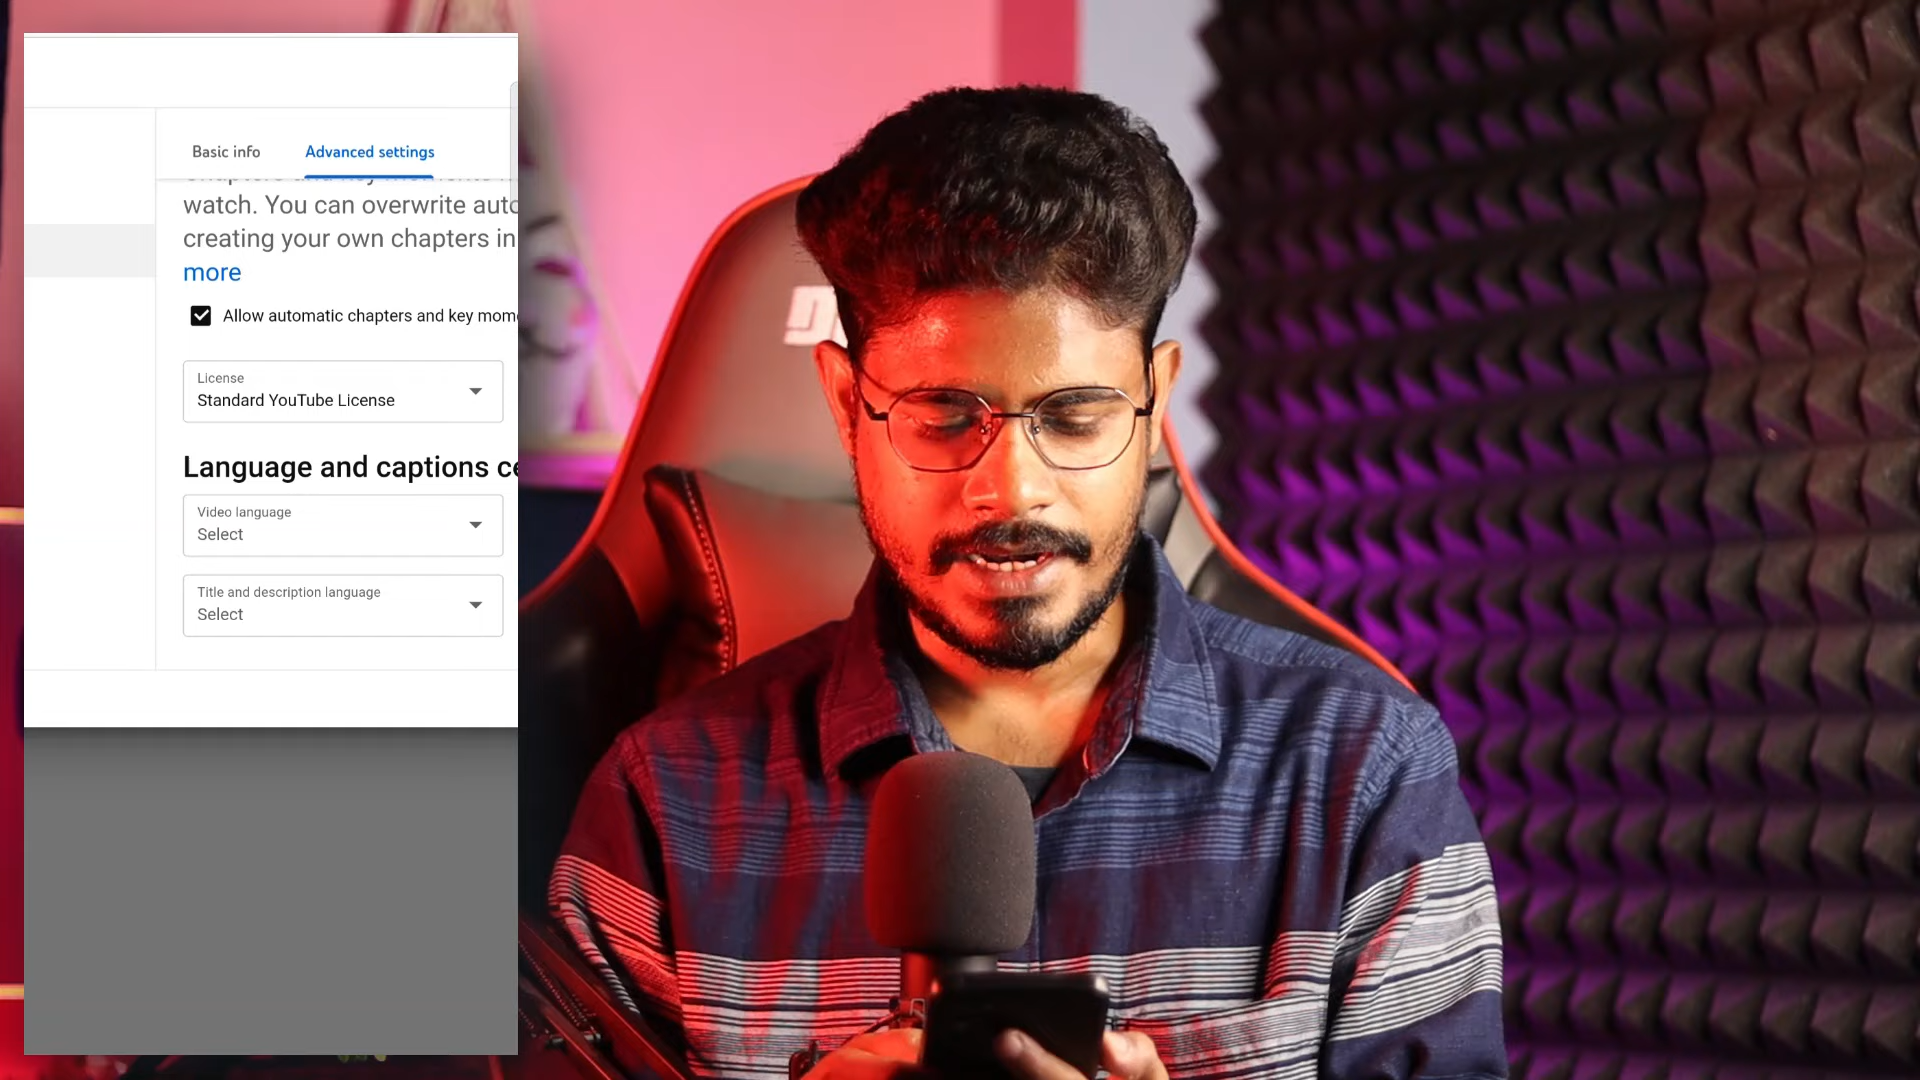 Basic info
Advanced settings
watch. You can overwrite auto
creating your own chapters in
more
Allow automatic chapters and key mom
License
Standard YouTube License
Language and captions ce
Video language
Select
Title and description language
Select